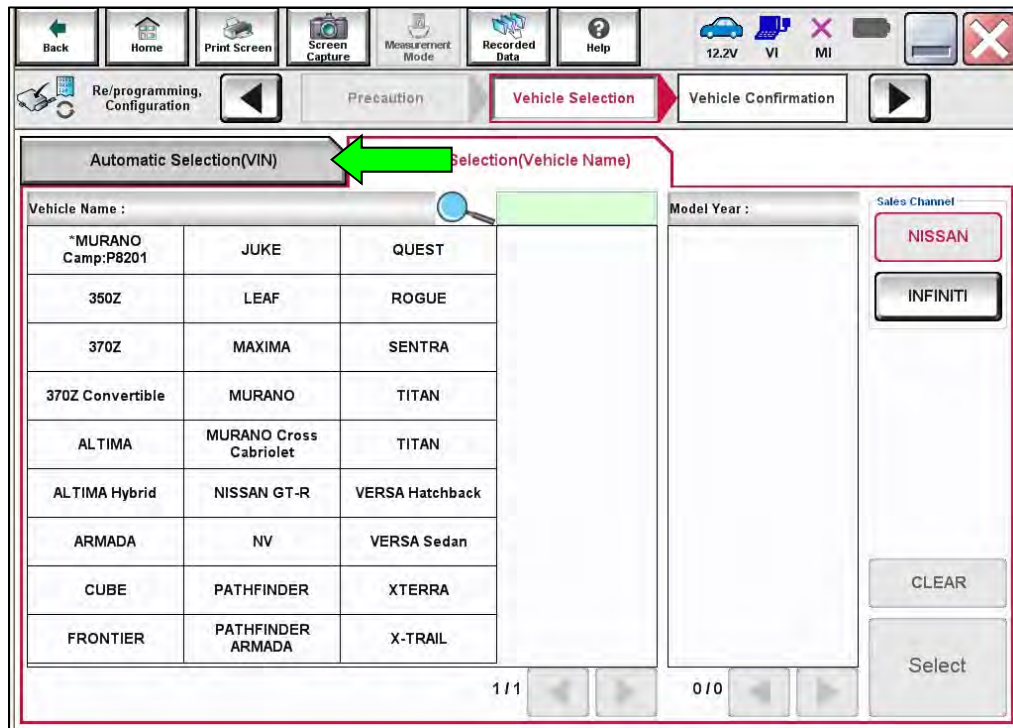 Back
Home
Print Screen
Screen
Capture
Measurement
Mode
Recorded
Data
?
Help
12.2V
VI
MI
Re/programming,
Configuration
Precaution
Vehicle Selection
Vehicle Confirmation
Automatic Selection(VIN)
Selection(Vehicle Name)
Vehicle Name :
Model Year :
Sales Channel
*MURANO
Camp:P8201
JUKE
QUEST
NISSAN
350Z
LEAF
ROGUE
INFINITI
370Z
MAXIMA
SENTRA
370Z Convertible
MURANO
TITAN
ALTIMA
MURANO Cross
Cabriolet
TITAN
ALTIMA Hybrid
NISSAN GT-R
VERSA Hatchback
ARMADA
NV
VERSA Sedan
CUBE
PATHFINDER
XTERRA
CLEAR
FRONTIER
PATHFINDER
ARMADA
X-TRAIL
Select
1/1
0/0